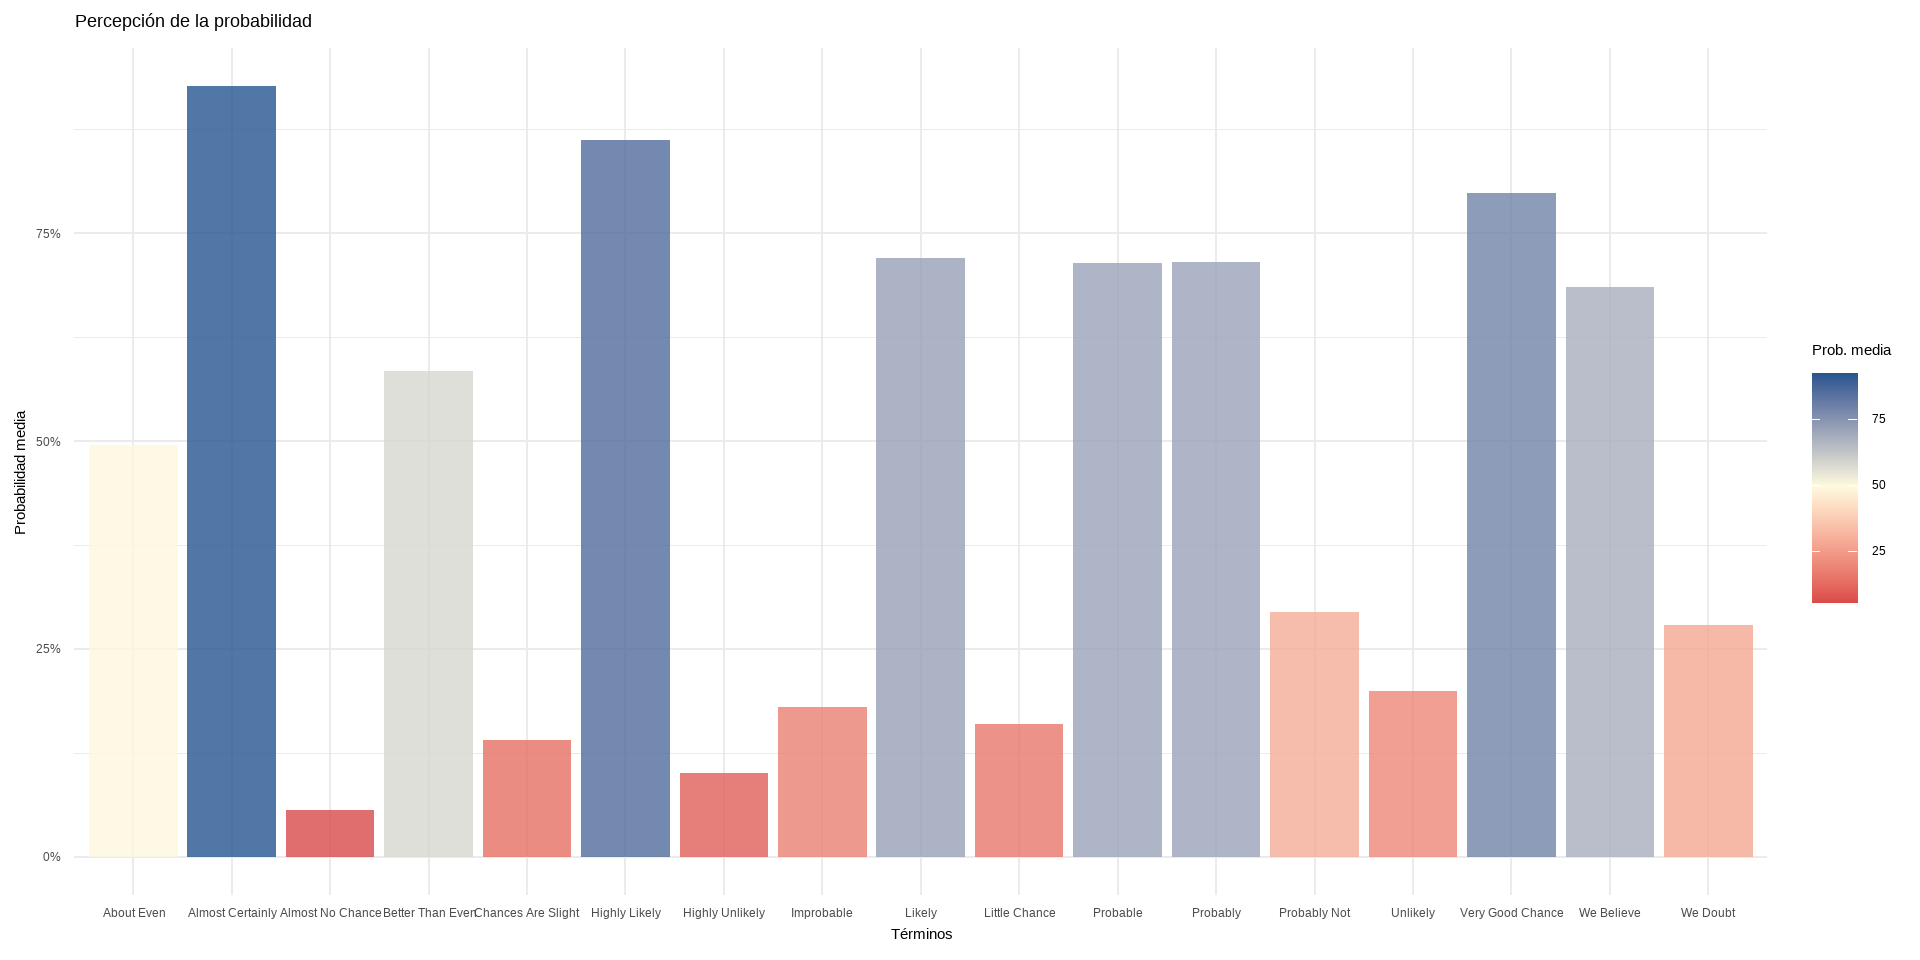 Percepción de la probabilidad
Probabilidad media
75%
50%
25%
0%
About Even
Almost Certainly
Almost No Chance
Better Than Even
Chances Are Slight
Highly Likely
Highly Unlikely
Improbable
Likely
Little Chance
Probable
Probably
Probably Not
Unlikely
Very Good Chance
We Believe
We Doubt
Términos
Prob. media
75
50
25